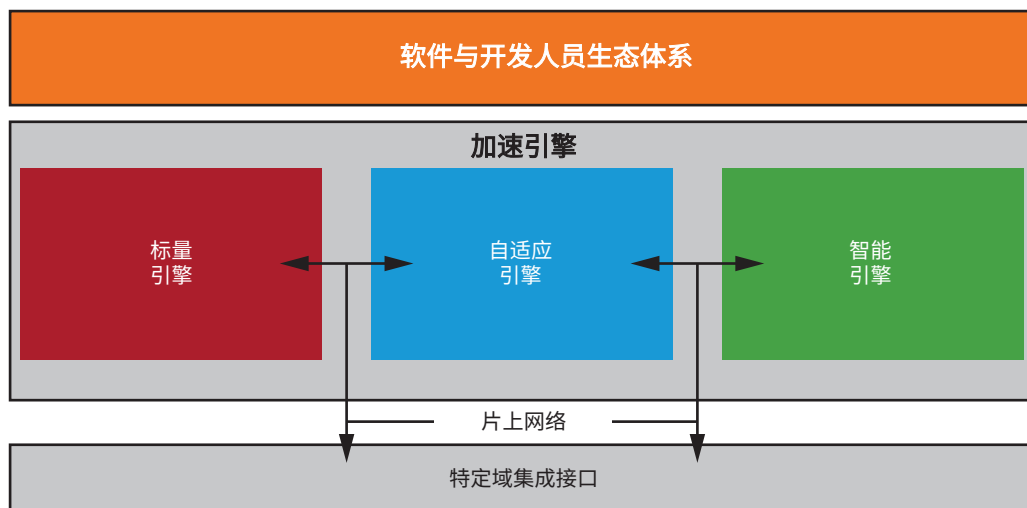 软件与开发人员生态体系
加速引擎
标量
引擎
自适应
引擎
智能
引擎
片上网络
特定域集成接口